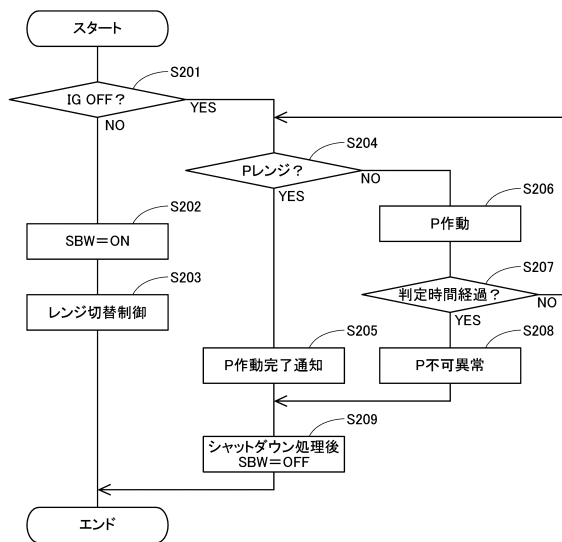 スタート
S201
IG OFF？
YES
NO
S204
Pレンジ？
NO
YES
S202
SBW＝ON
S206
P作動
S203
レンジ切替制御
S207
判定時間経過？
NO
YES
S205
P作動完了通知
S208
P不可異常
S209
シャットダウン処理後
SBW＝OFF
エンド